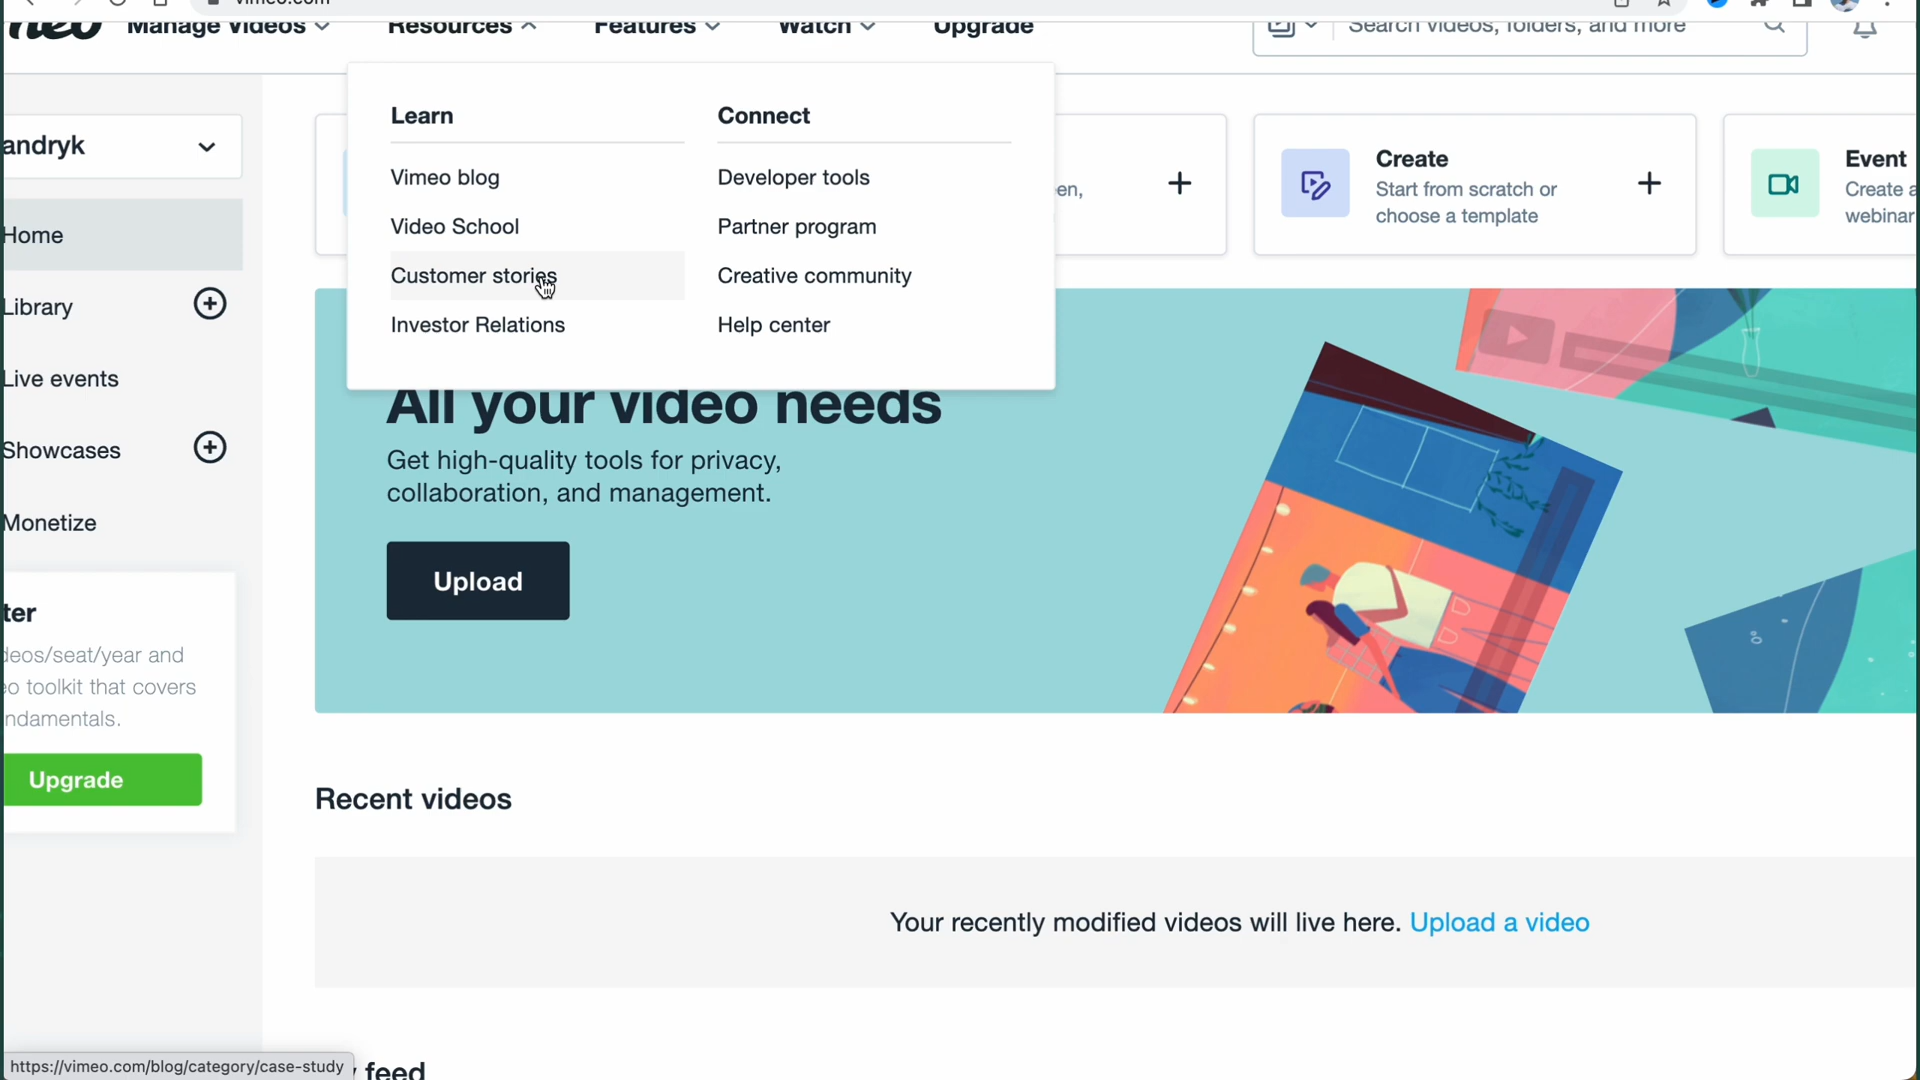 vimeo.com
Manage Videos
Resources
Features
Watch
Upgrade
Search videos, folders, and more
Learn
Connect
Vimeo blog
Developer tools
Video School
Partner program
Customer stories
Creative community
Investor Relations
Help center
andryk
Home
Library
Live events
Showcases
Monetize
ter
deos/seat/year and
eo toolkit that covers
ndamentals.
Upgrade
en,
Create
Start from scratch or
choose a template
Event
Create a
webinar
All your video needs
Get high-quality tools for privacy,
collaboration, and management.
Upload
Recent videos
Your recently modified videos will live here. Upload a video
feed
https://vimeo.com/blog/category/case-study